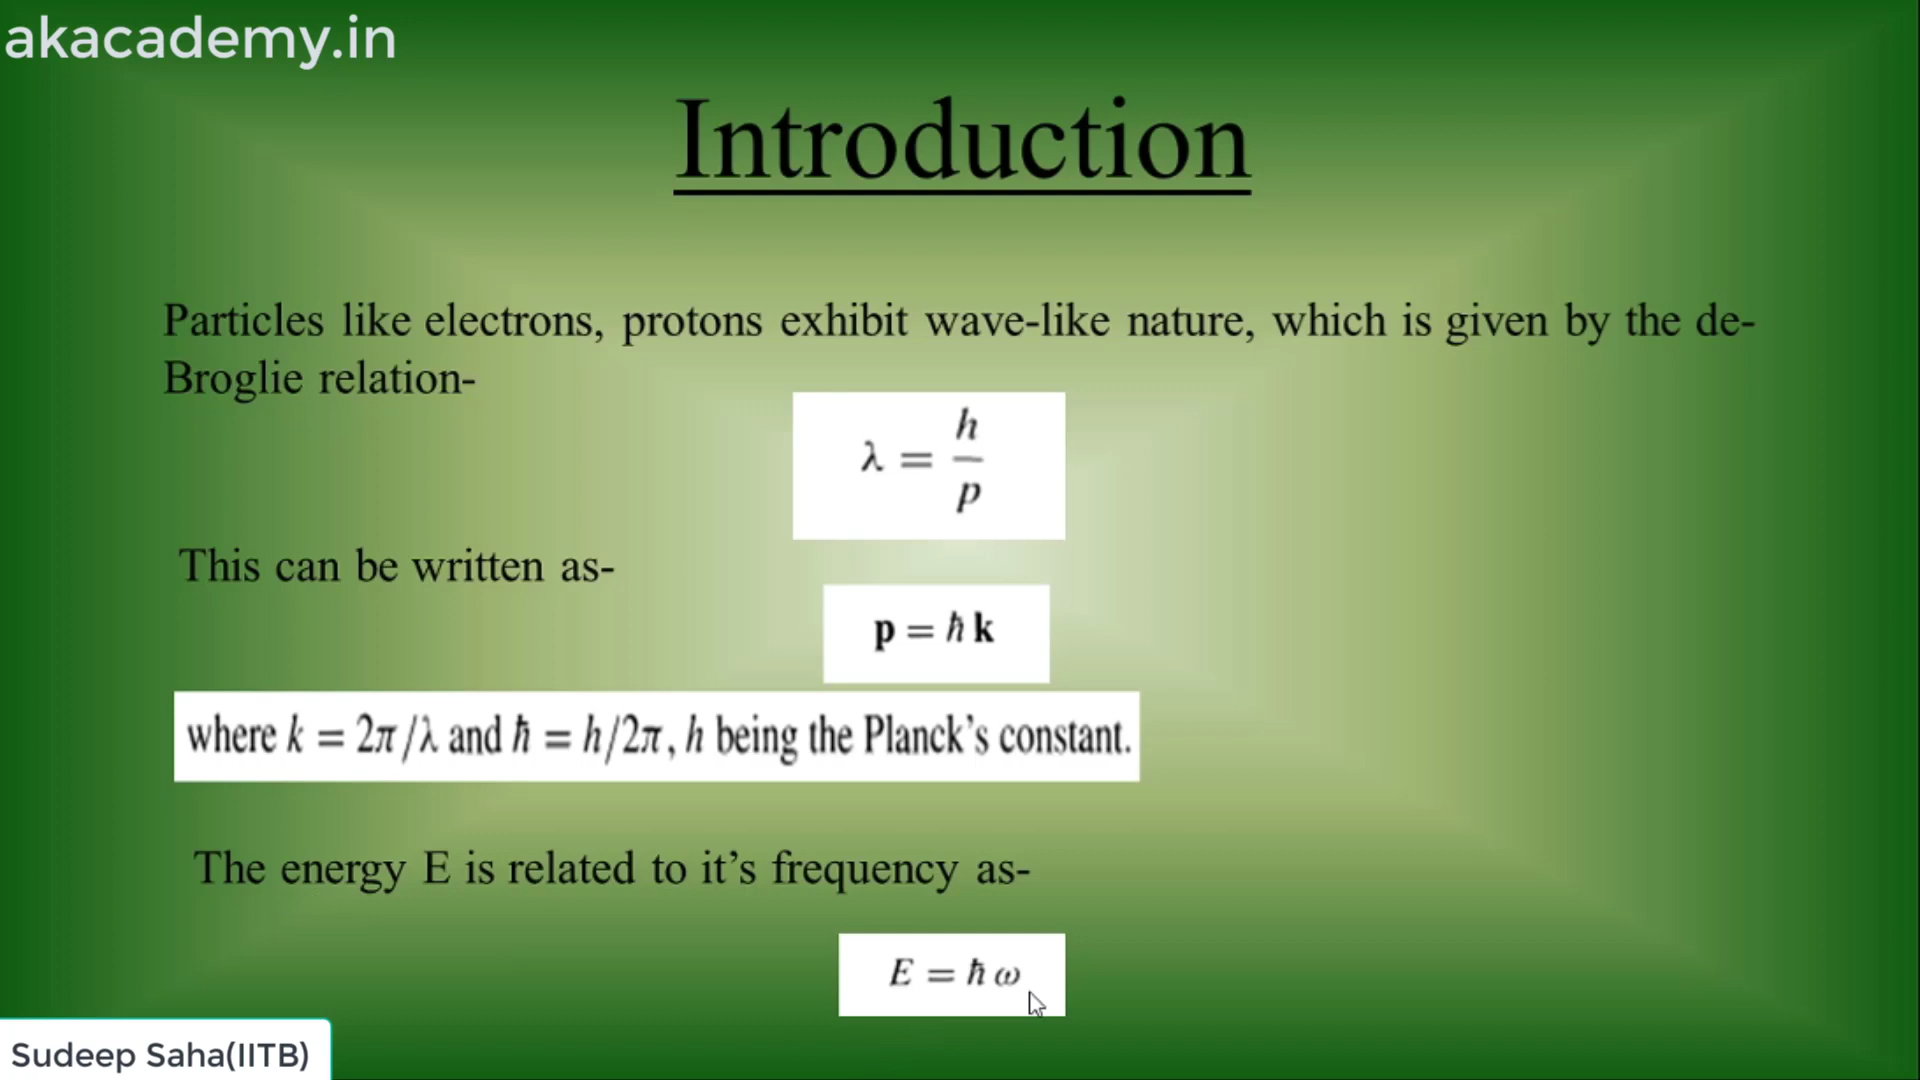 akacademy.in
Introduction
Particles like electrons, protons exhibit wave-like nature, which is given by the de-
Broglie relation-
λ = h/p
This can be written as-
p = ħ k
where k = 2π/λ and ħ = h/2π, h being the Planck's constant.
The energy E is related to it’s frequency as-
E = ħ ω
Sudeep Saha(IITB)